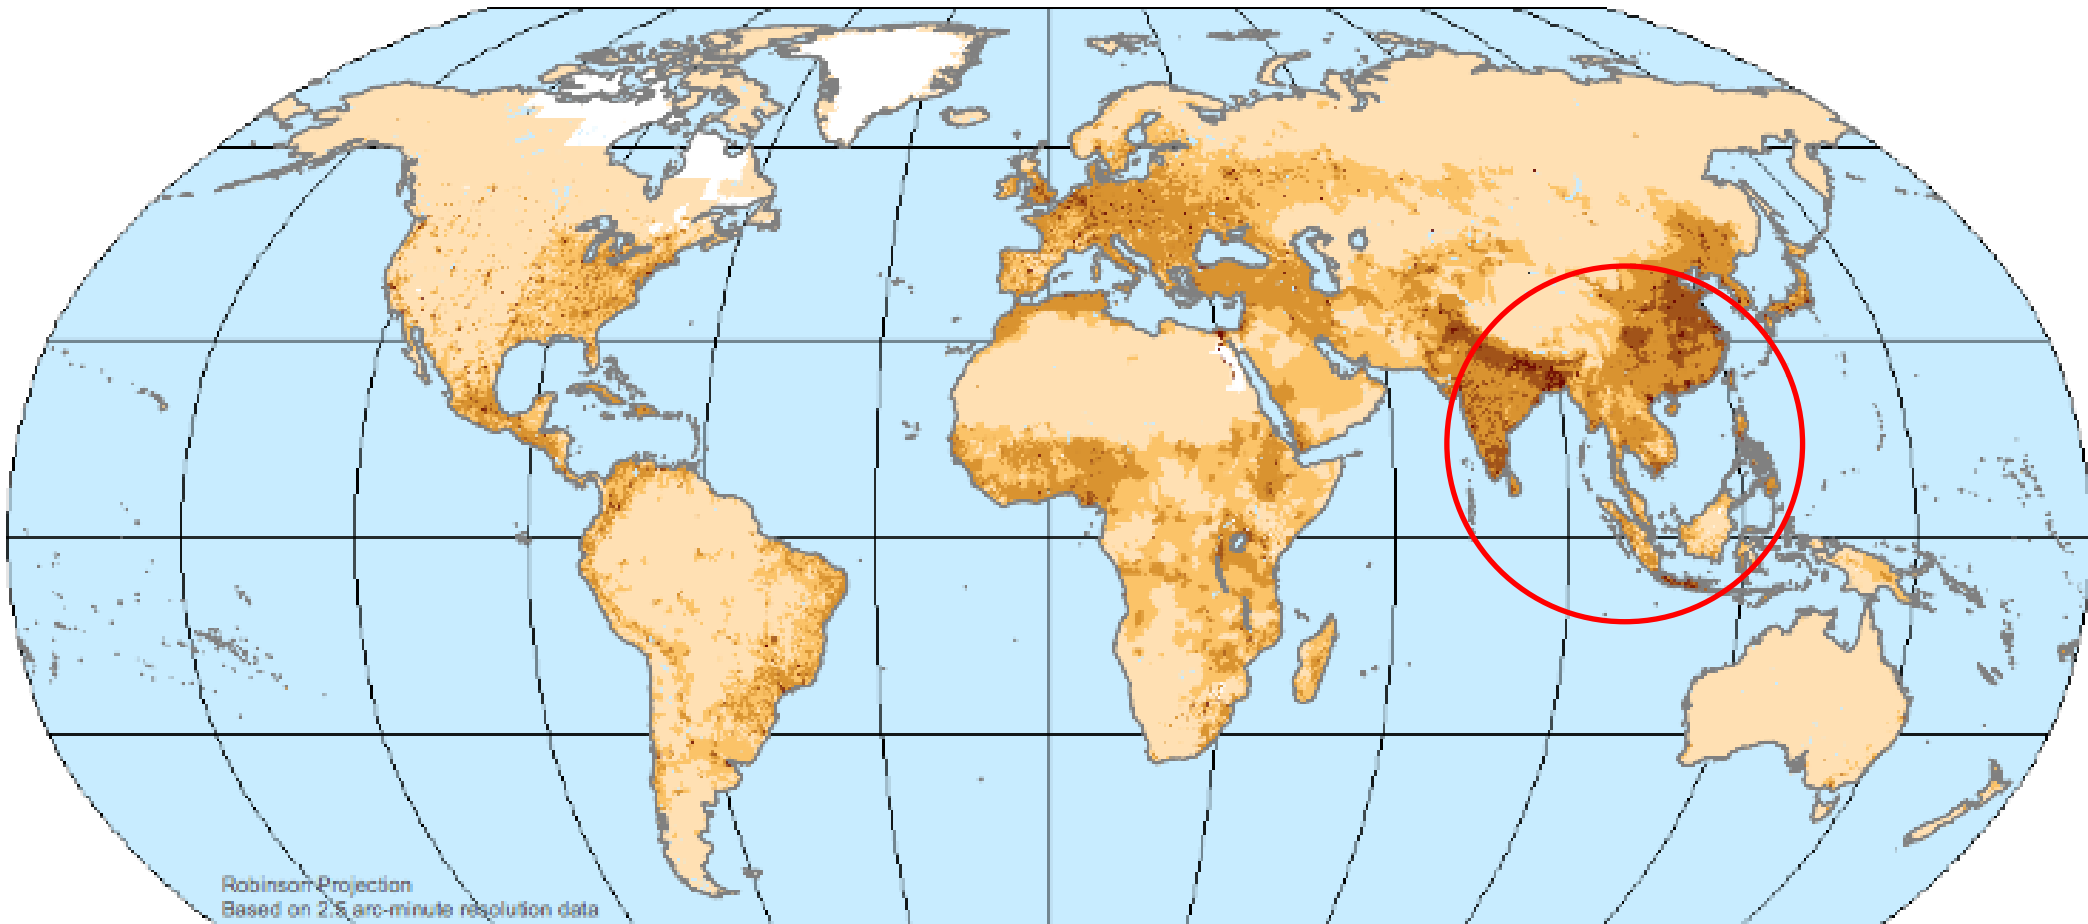 Robinson Projection
Based on 2.5 arc-minute resolution data